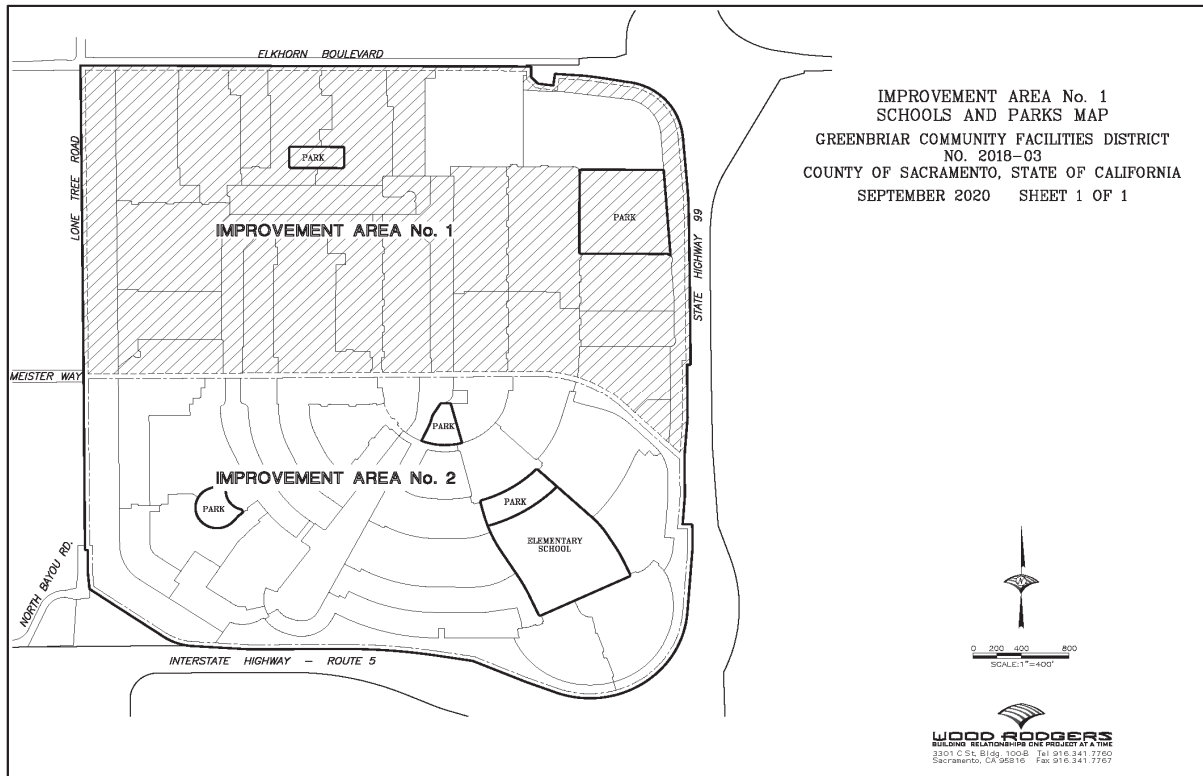 ELKHORN BOULEVARD
IMPROVEMENT AREA No. 1
SCHOOLS AND PARKS MAP
GREENBRIAR COMMUNITY FACILITIES DISTRICT
NO. 2018-03
COUNTY OF SACRAMENTO, STATE OF CALIFORNIA
SEPTEMBER 2020 SHEET 1 OF 1
LONE TREE ROAD
PARK
PARK
IMPROVEMENT AREA No. 1
STATE HIGHWAY 99
MEISTER WAY
PARK
IMPROVEMENT AREA No. 2
PARK
PARK
ELEMENTARY
SCHOOL
NORTH BAYOU RD.
INTERSTATE HIGHWAY - ROUTE 5
N
0 200 400 800
SCALE: 1"=400'
WOOD RODGERS
BUILDING RELATIONSHIPS ONE PROJECT AT A TIME
3301 C St, Bldg. 100-B Tel 916.341.7760
Sacramento, CA 95816 Fax 916.341.7767